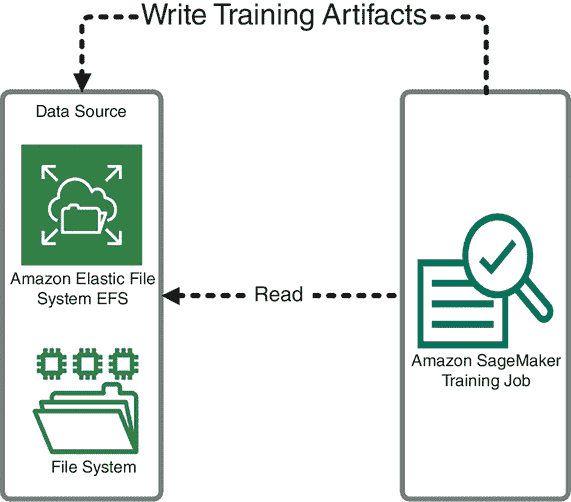 Write Training Artifacts
Data Source
Amazon Elastic File
System EFS
File System
Read
Amazon SageMaker
Training Job